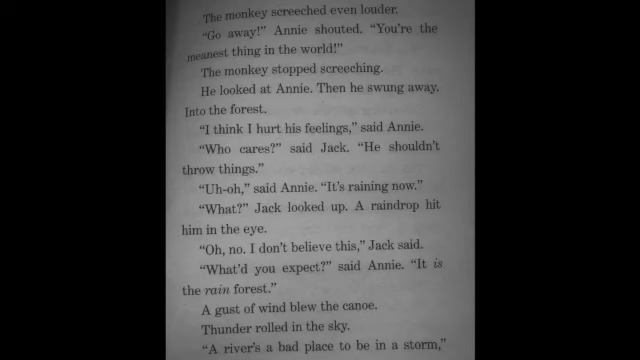 The monkey screeched even louder.
“Go away!” Annie shouted. “You're the
meanest thing in the world!”
The monkey stopped screeching.
He looked at Annie. Then he swung away.
Into the forest.
“I think I hurt his feelings,” said Annie.
“Who cares?” said Jack. “He shouldn't
throw things.”
“Uh-oh,” said Annie. “It's raining now.”
“What?” Jack looked up. A raindrop hit
him in the eye.
“Oh, no. I don't believe this,” Jack said.
“What'd you expect?” said Annie. “It is
the rain forest.”
A gust of wind blew the canoe.
Thunder rolled in the sky.
“A river's a bad place to be in a storm,”